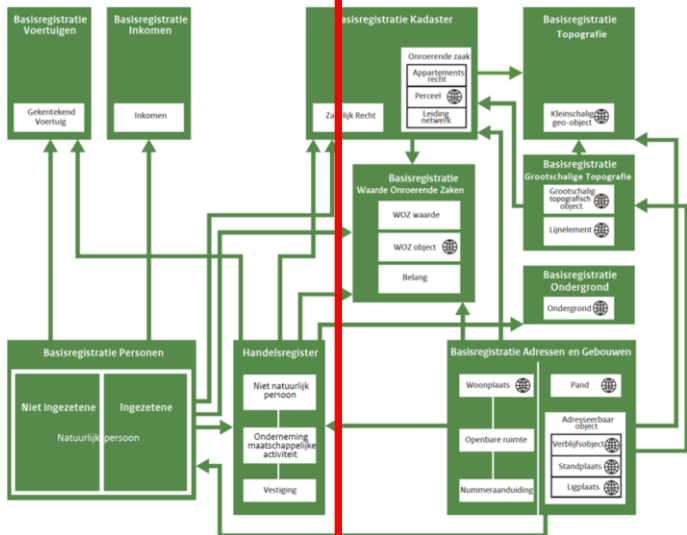 Basisregistratie
Voertuigen
Gekentekend
Voertuig
Basisregistratie
Inkomen
Inkomen
Basisregistratie Kadaster
Onroerende zaak
Appartements
recht
Perceel
Leiding
netwerk
Zakelijk Recht
Basisregistratie
Topografie
Kleinschalig
geo-object
Basisregistratie
Grootschalige Topografie
Grootschalig
topografisch
object
Lijnelement
Basisregistratie
Waarde Onroerende Zaken
WOZ waarde
WOZ object
Belang
Basisregistratie
Ondergrond
Ondergrond
Basisregistratie Personen
Niet ingezetene
Ingezetene
Natuurlijk persoon
Handelsregister
Niet natuurlijk
persoon
Onderneming
maatschappelijke
activiteit
Vestiging
Basisregistratie Adressen en Gebouwen
Woonplaats
Openbare ruimte
Nummeraanduiding
Pand
Adresseerbaar
object
Verblijfsobject
Standplaats
Ligplaats